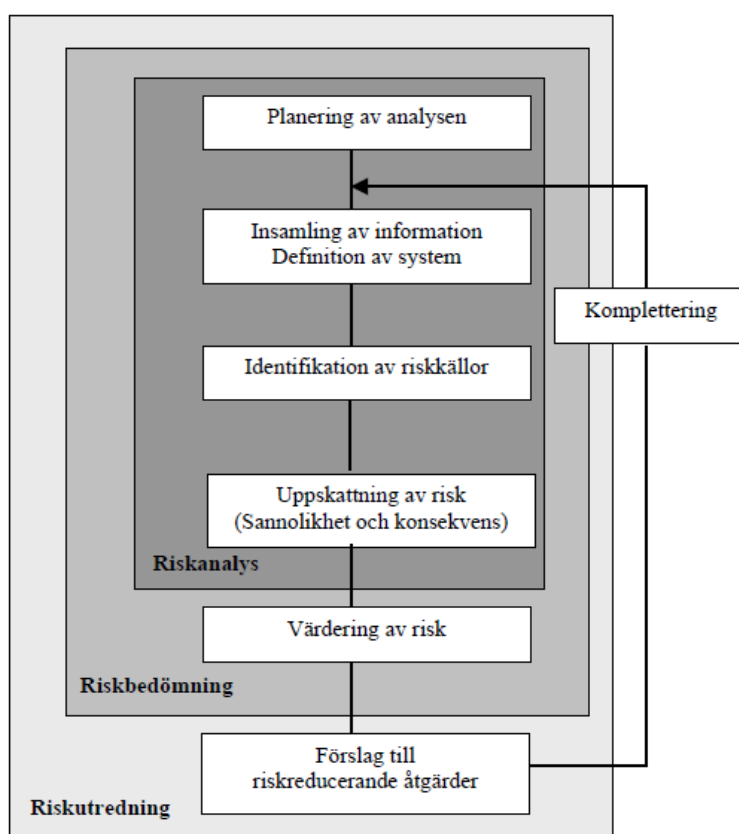 Planering av analysen
Insamling av information
Definition av system
Komplettering
Identifikation av riskkällor
Uppskattning av risk
(Sannolikhet och konsekvens)
Riskanalys
Värdering av risk
Riskbedömning
Förslag till
riskreducerande åtgärder
Riskutredning